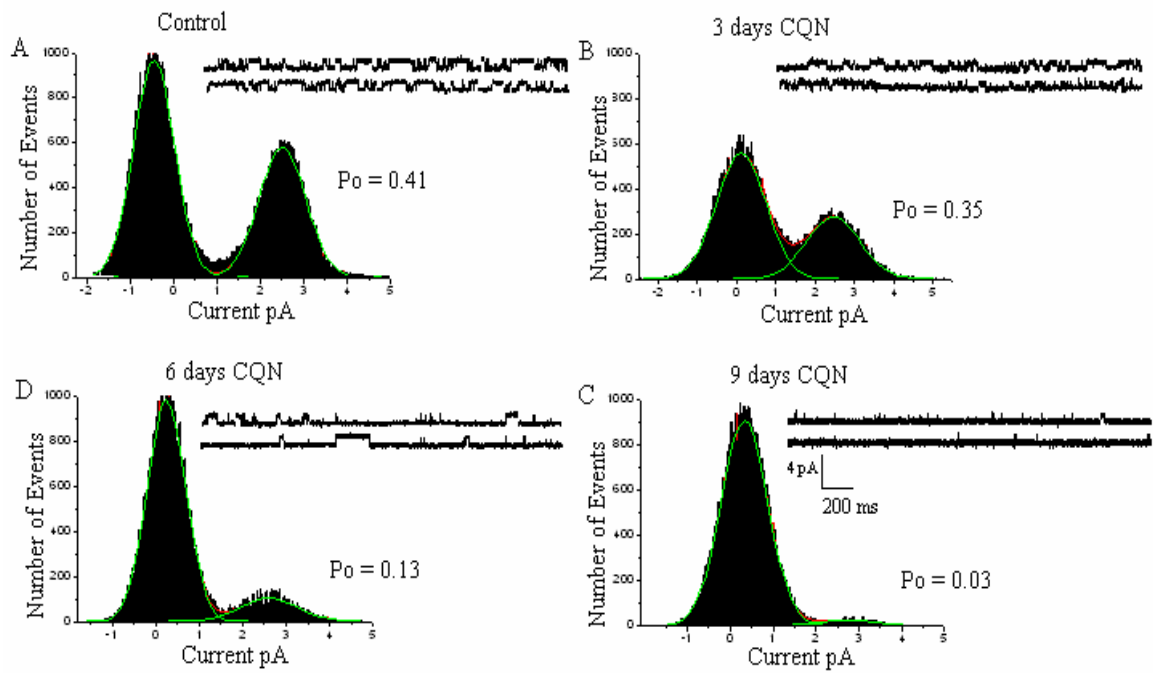 Control
A
1000
800
600
400
200
0
-2 -1 0 1 2 3 4 5
Number of Events
Current pA
Po = 0.41
3 days CQN
B
1000
800
600
400
200
0
-2 -1 0 1 2 3 4 5
Number of Events
Current pA
Po = 0.35
6 days CQN
D
1000
800
600
400
200
0
-1 0 1 2 3 4 5
Number of Events
Current pA
Po = 0.13
9 days CQN
C
1000
800
600
400
200
0
-1 0 1 2 3 4 5
Number of Events
Current pA
4 pA
200 ms
Po = 0.03